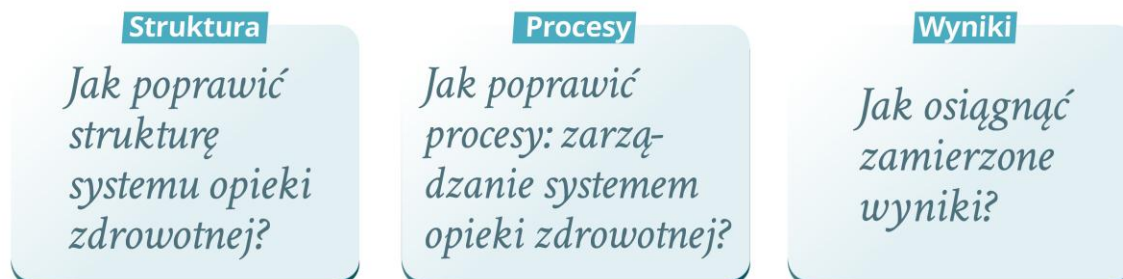 Struktura
Jak poprawić
strukturę
systemu opieki
zdrowotnej?
Procesy
Jak poprawić
procesy: zarzą-
dzanie systemem
opieki zdrowotnej?
Wyniki
Jak osiągnąć
zamierzone
wyniki?